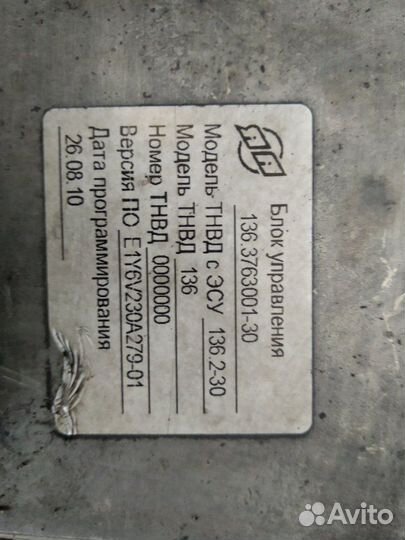 Блок управления
136.3763001-30
Модель ТНВД с ЭСУ 136.2-30
Модель ТНВД 136
Номер ТНВД 0000000
Версия ПО E1Y6V230A279-01
Дата программирования
26.08.10
Avito